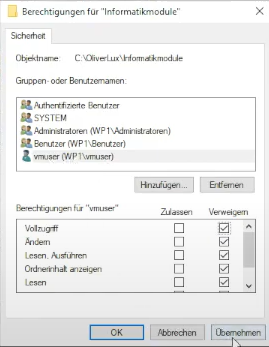 Berechtigungen für "Informatikmodule"
Sicherheit
Objektname: C:\OliverLux\Informatikmodule
Gruppen- oder Benutzernamen:
Authentifizierte Benutzer
SYSTEM
Administratoren (WP1\Administratoren)
Benutzer (WP1\Benutzer)
vmuser (WP1\vmuser)
Hinzufügen... Entfernen
Berechtigungen für "vmuser" Zulassen Verweigern
Vollzugriff
Ändern
Lesen, Ausführen
Ordnerinhalt anzeigen
Lesen
OK Abbrechen Übernehmen